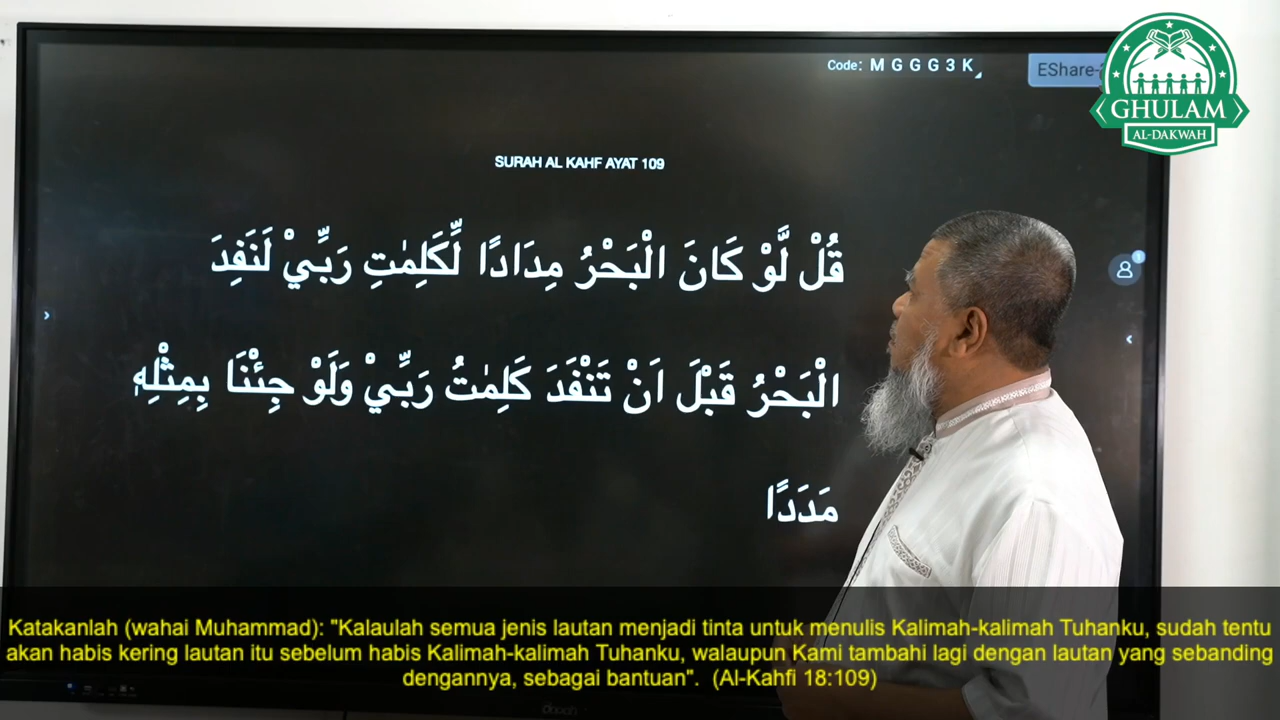 Code: M G G G 3 K
EShare-
GHULAM
AL-DAKWAH
SURAH AL KAHF AYAT 109
قُلْ لَّوْ كَانَ الْبَحْرُ مِدَادًا لِّكَلِمٰتِ رَبِّيْ لَنَفِدَ
الْبَحْرُ قَبْلَ اَنْ تَنْفَدَ كَلِمٰتُ رَبِّيْ وَلَوْ جِئْنَا بِمِثْلِهٖ
مَدَدًا
1
Katakanlah (wahai Muhammad): "Kalaulah semua jenis lautan menjadi tinta untuk menulis Kalimah-kalimah Tuhanku, sudah tentu
akan habis kering lautan itu sebelum habis Kalimah-kalimah Tuhanku, walaupun Kami tambahi lagi dengan lautan yang sebanding
dengannya, sebagai bantuan". (Al-Kahfi 18:109)